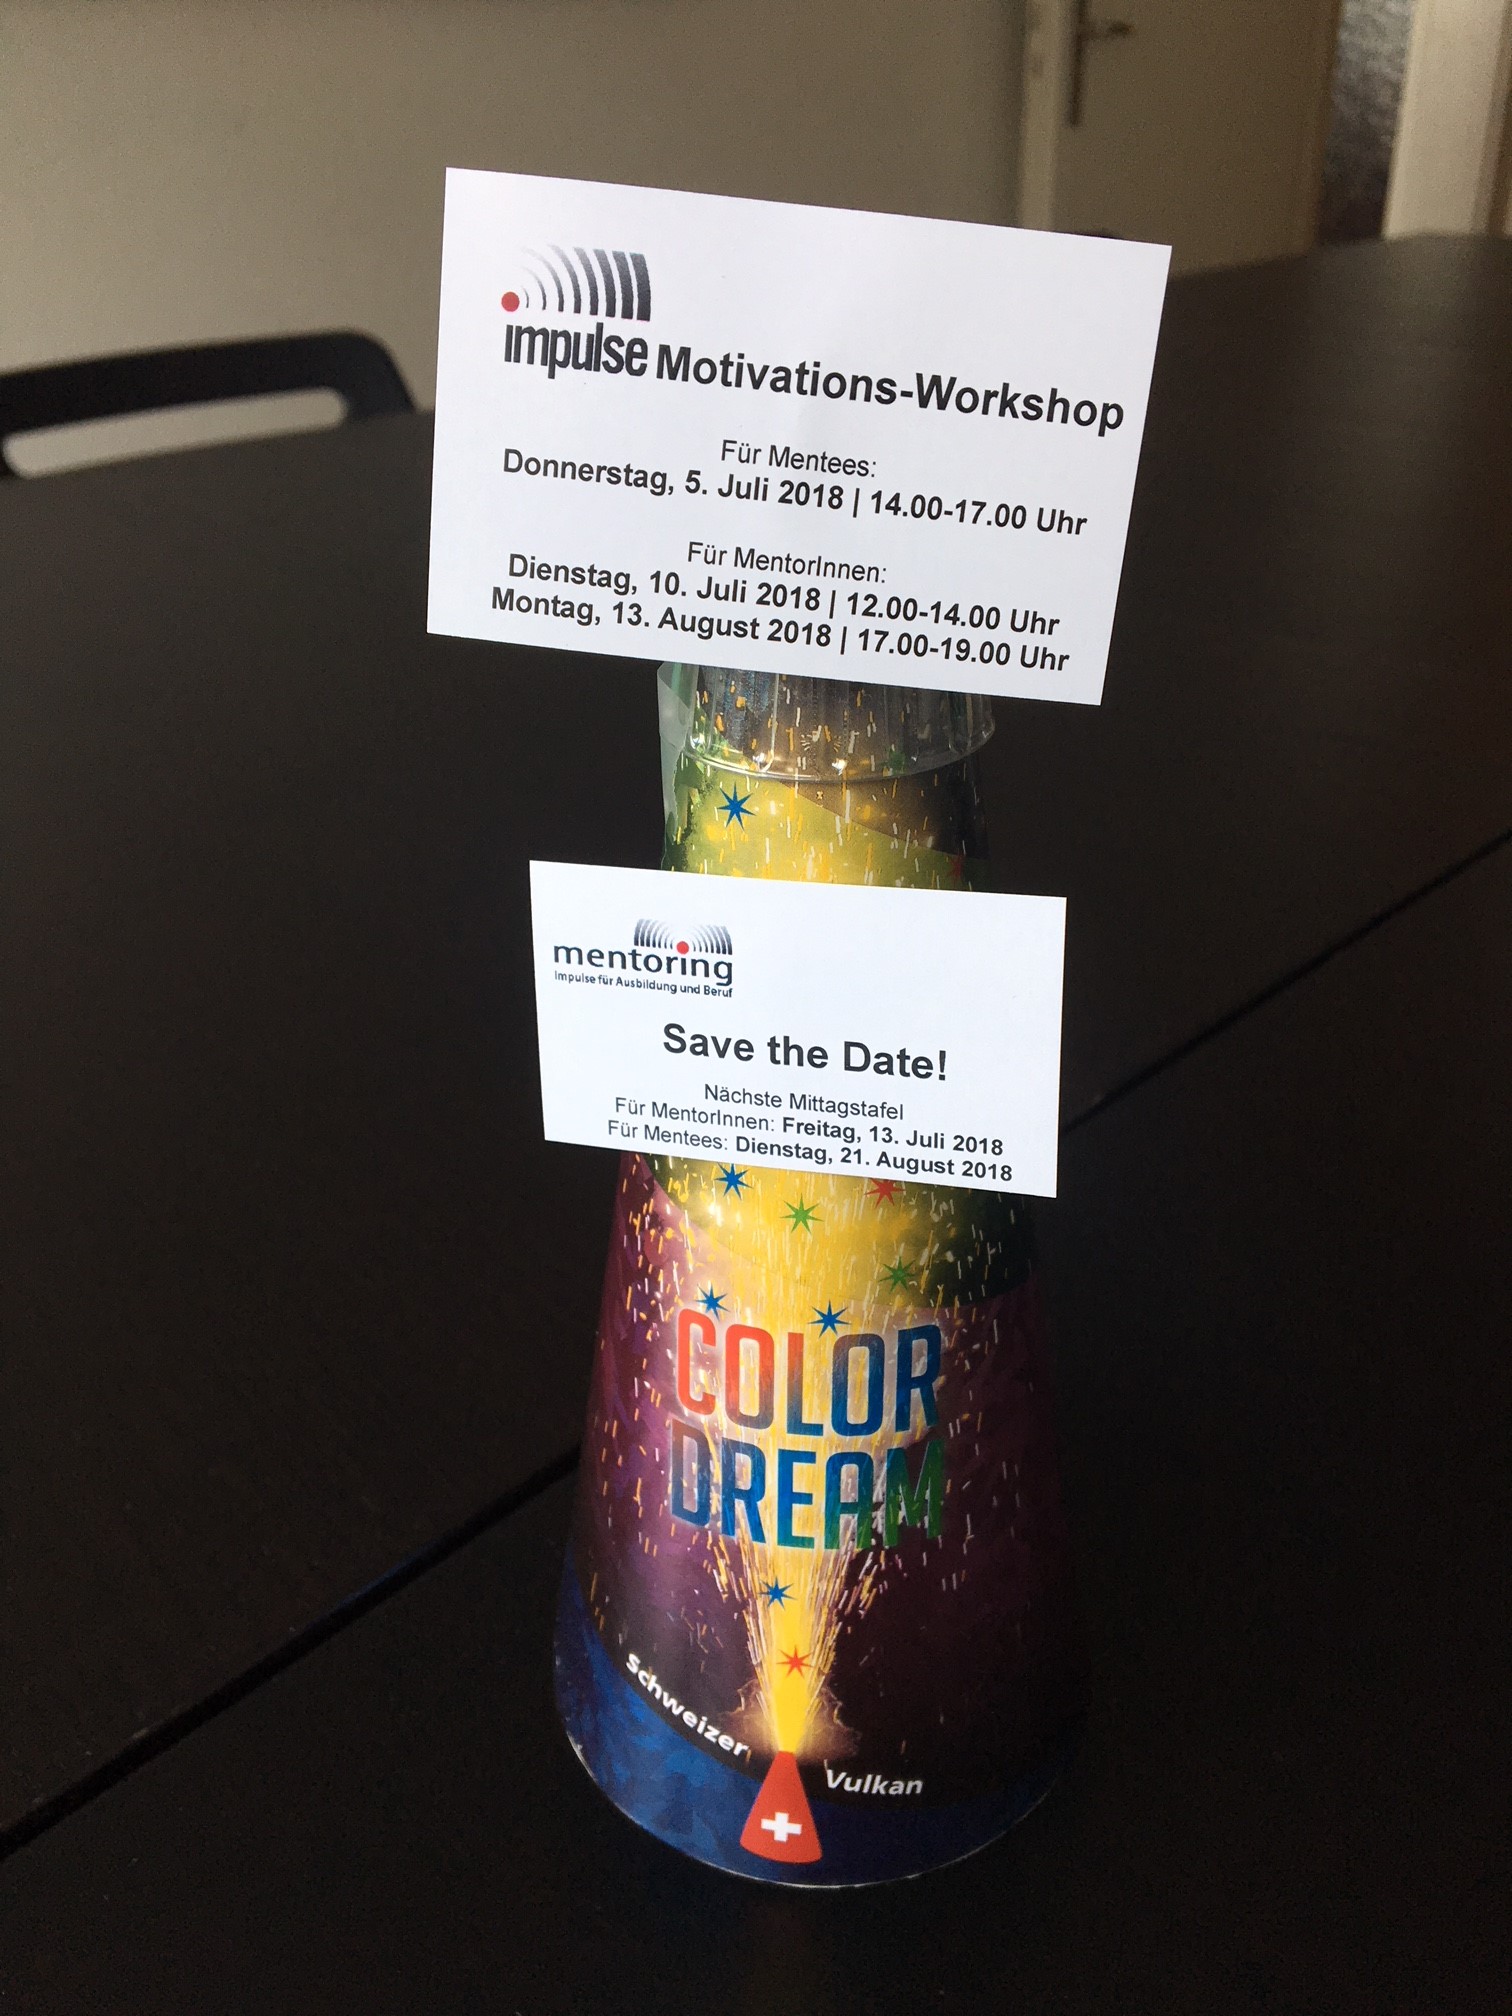 impulse Motivations-Workshop
Für Mentees:
Donnerstag, 5. Juli 2018 | 14.00-17.00 Uhr
Für MentorInnen:
Dienstag, 10. Juli 2018 | 12.00-14.00 Uhr
Montag, 13. August 2018 | 17.00-19.00 Uhr
mentoring
Impulse für Ausbildung und Beruf
Save the Date!
Nächste Mittagstafel
Für MentorInnen: Freitag, 13. Juli 2018
Für Mentees: Dienstag, 21. August 2018
COLOR
DREAM
Schweizer Vulkan